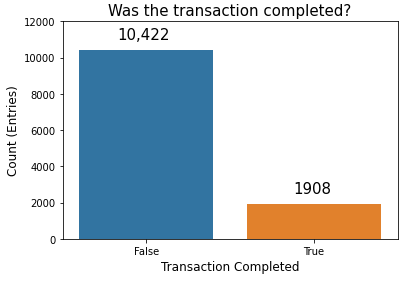 Was the transaction completed?
12000
10000
8000
6000
4000
2000
0
Count (Entries)
10,422
1908
False
True
Transaction Completed